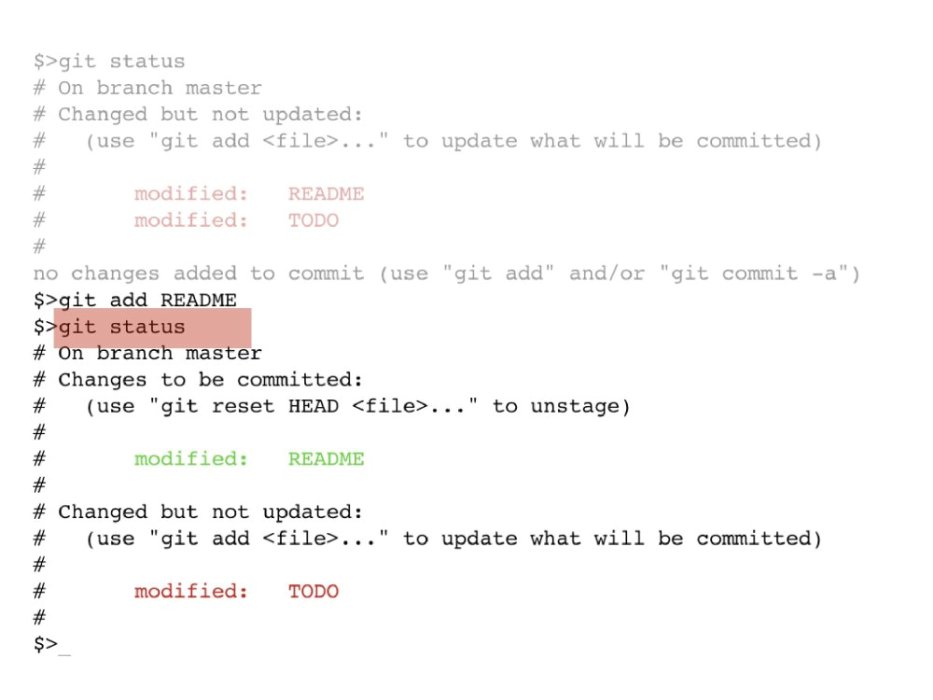 $>git status
# On branch master
# Changed but not updated:
#   (use "git add <file>..." to update what will be committed)
#
#       modified:   README
#       modified:   TODO
#
no changes added to commit (use "git add" and/or "git commit -a")
$>git add README
$>git status
# On branch master
# Changes to be committed:
#   (use "git reset HEAD <file>..." to unstage)
#
#       modified:   README
#
# Changed but not updated:
#   (use "git add <file>..." to update what will be committed)
#
#       modified:   TODO
#
$>_